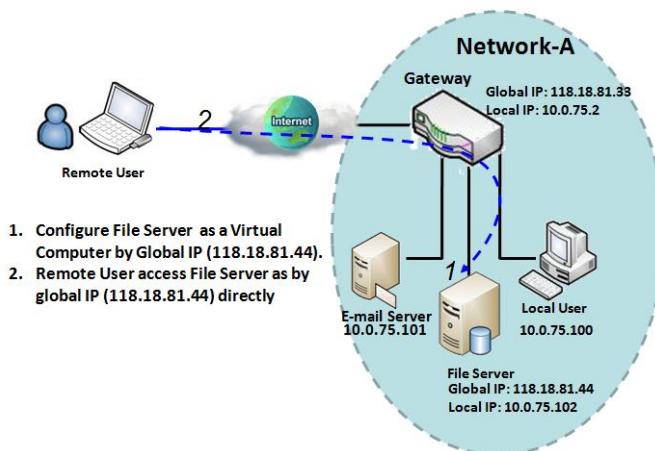 Network-A
Gateway
Global IP: 118.18.81.33
Local IP: 10.0.75.2
2
Internet
Remote User
1. Configure File Server as a Virtual
Computer by Global IP (118.18.81.44).
2. Remote User access File Server as by
global IP (118.18.81.44) directly
1
E-mail Server
10.0.75.101
Local User
10.0.75.100
File Server
Global IP: 118.18.81.44
Local IP: 10.0.75.102